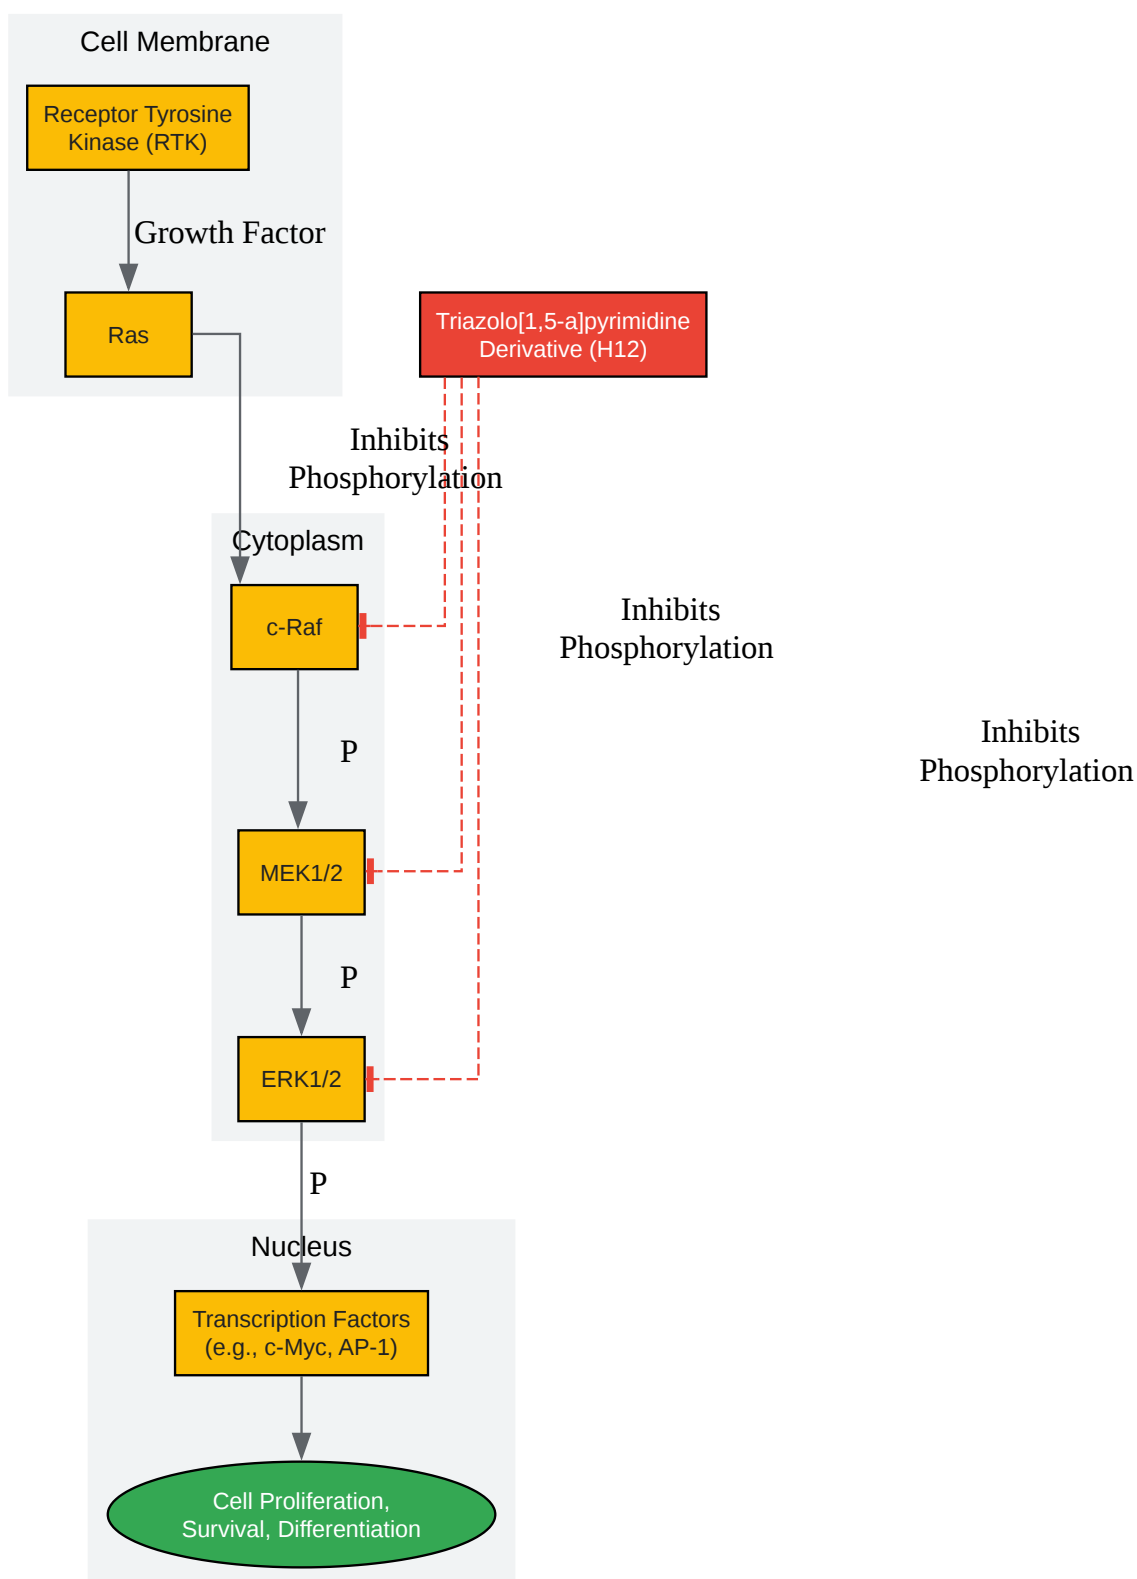 Cell Membrane
Receptor Tyrosine
Kinase (RTK)
Growth Factor
Ras
Triazolo[1,5-a]pyrimidine
Derivative (H12)
Inhibits
Phosphorylation
Cytoplasm
c-Raf
Inhibits
Phosphorylation
P
Inhibits
Phosphorylation
MEK1/2
P
ERK1/2
P
Nucleus
Transcription Factors
(e.g., c-Myc, AP-1)
Cell Proliferation,
Survival, Differentiation